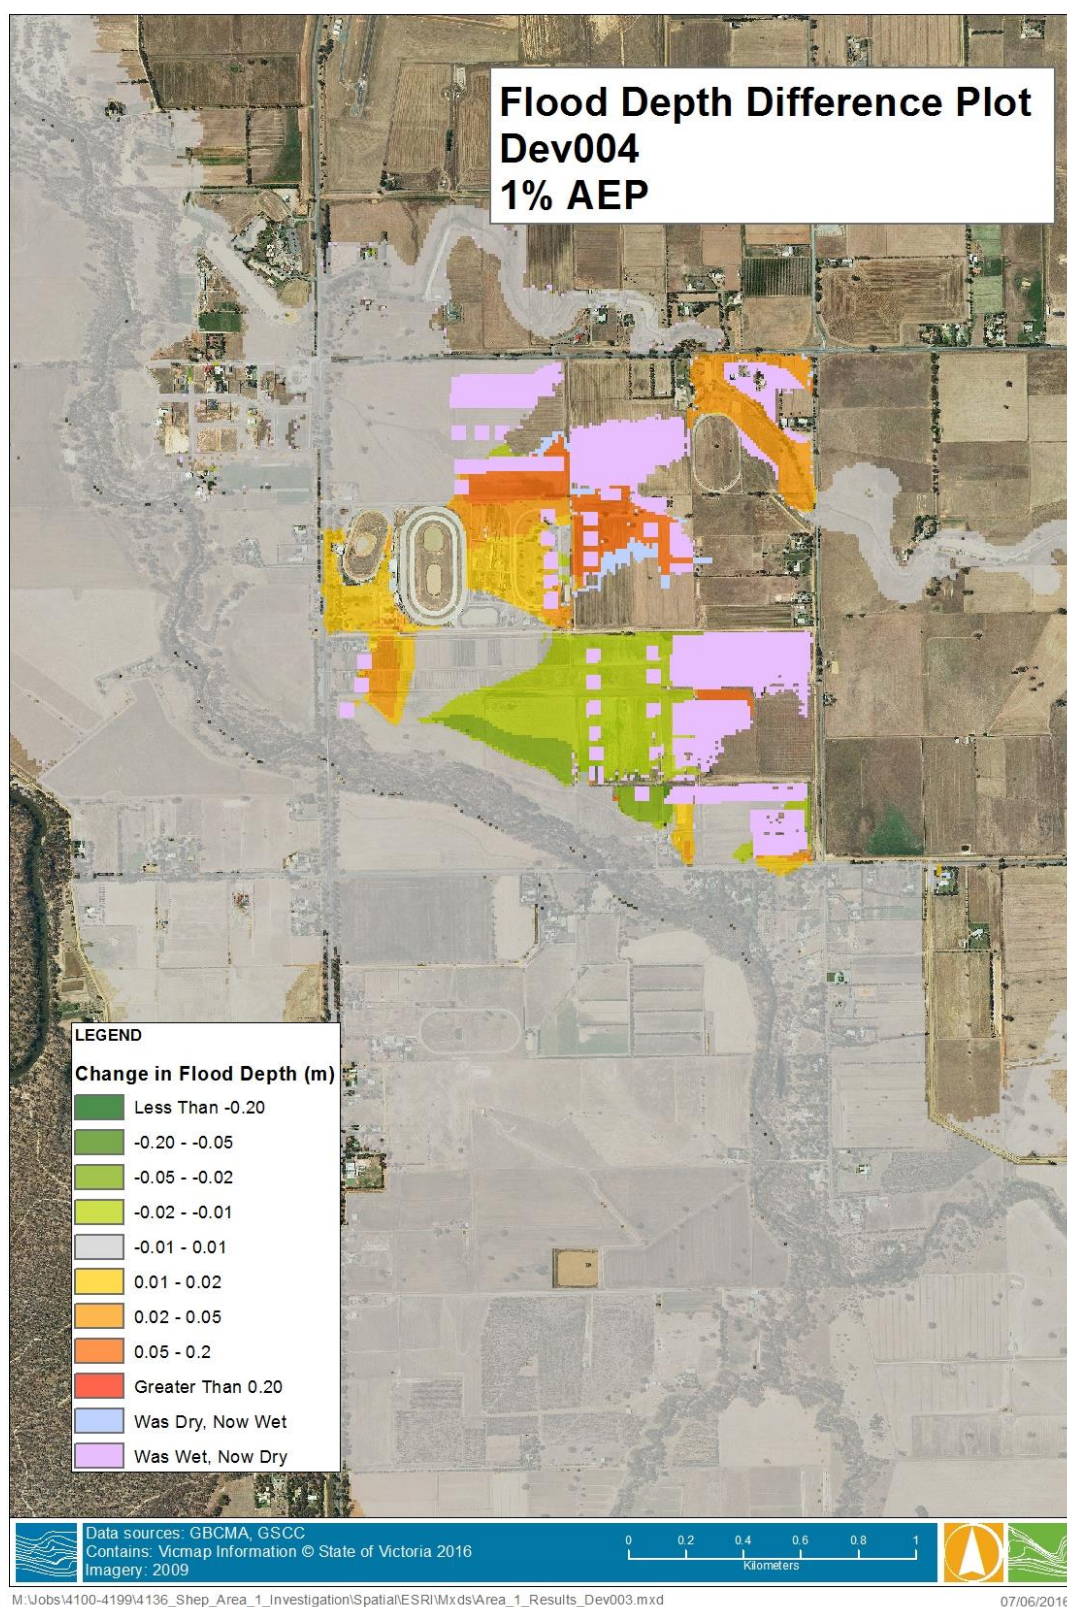 Flood Depth Difference Plot
Dev004
1% AEP
LEGEND
Change in Flood Depth (m)
Less Than -0.20
-0.20 - -0.05
-0.05 - -0.02
-0.02 - -0.01
-0.01 - 0.01
0.01 - 0.02
0.02 - 0.05
0.05 - 0.2
Greater Than 0.20
Was Dry, Now Wet
Was Wet, Now Dry
Data sources: GBCMA, GSCC
Contains: Vicmap Information © State of Victoria 2016
Imagery: 2009
0 0.2 0.4 0.6 0.8 1
Kilometers
M:\Jobs\4100-4199\4136_Shep_Area_1_Investigation\Spatial\ESRI\Mxds\Area_1_Results_Dev003.mxd
07/06/2016